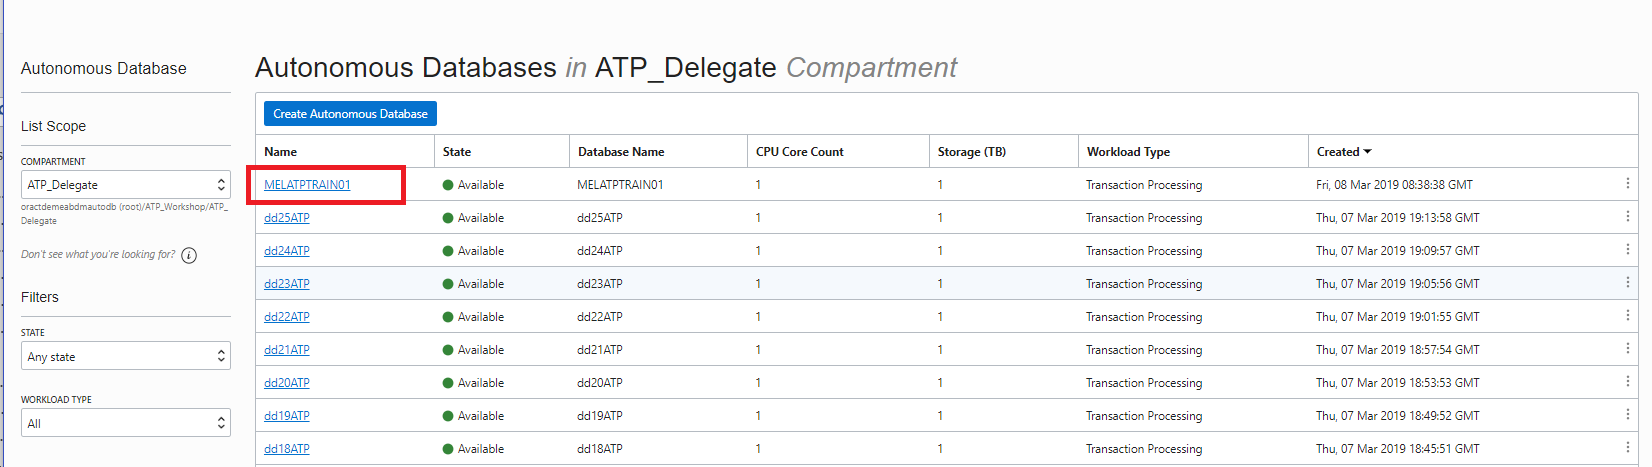 Autonomous Database
List Scope
COMPARTMENT
ATP_Delegate
oractdemeabdmautodb (root)/ATP_Workshop/ATP_
Delegate
Don't see what you're looking for? i
Filters
STATE
Any state
WORKLOAD TYPE
All
Autonomous Databases in ATP_Delegate Compartment
Create Autonomous Database
Name State Database Name CPU Core Count Storage (TB) Workload Type Created
MELATPTRAIN01 Available MELATPTRAIN01 1 1 Transaction Processing Fri, 08 Mar 2019 08:38:38 GMT
dd25ATP Available dd25ATP 1 1 Transaction Processing Thu, 07 Mar 2019 19:13:58 GMT
dd24ATP Available dd24ATP 1 1 Transaction Processing Thu, 07 Mar 2019 19:09:57 GMT
dd23ATP Available dd23ATP 1 1 Transaction Processing Thu, 07 Mar 2019 19:05:56 GMT
dd22ATP Available dd22ATP 1 1 Transaction Processing Thu, 07 Mar 2019 19:01:55 GMT
dd21ATP Available dd21ATP 1 1 Transaction Processing Thu, 07 Mar 2019 18:57:54 GMT
dd20ATP Available dd20ATP 1 1 Transaction Processing Thu, 07 Mar 2019 18:53:53 GMT
dd19ATP Available dd19ATP 1 1 Transaction Processing Thu, 07 Mar 2019 18:49:52 GMT
dd18ATP Available dd18ATP 1 1 Transaction Processing Thu, 07 Mar 2019 18:45:51 GMT